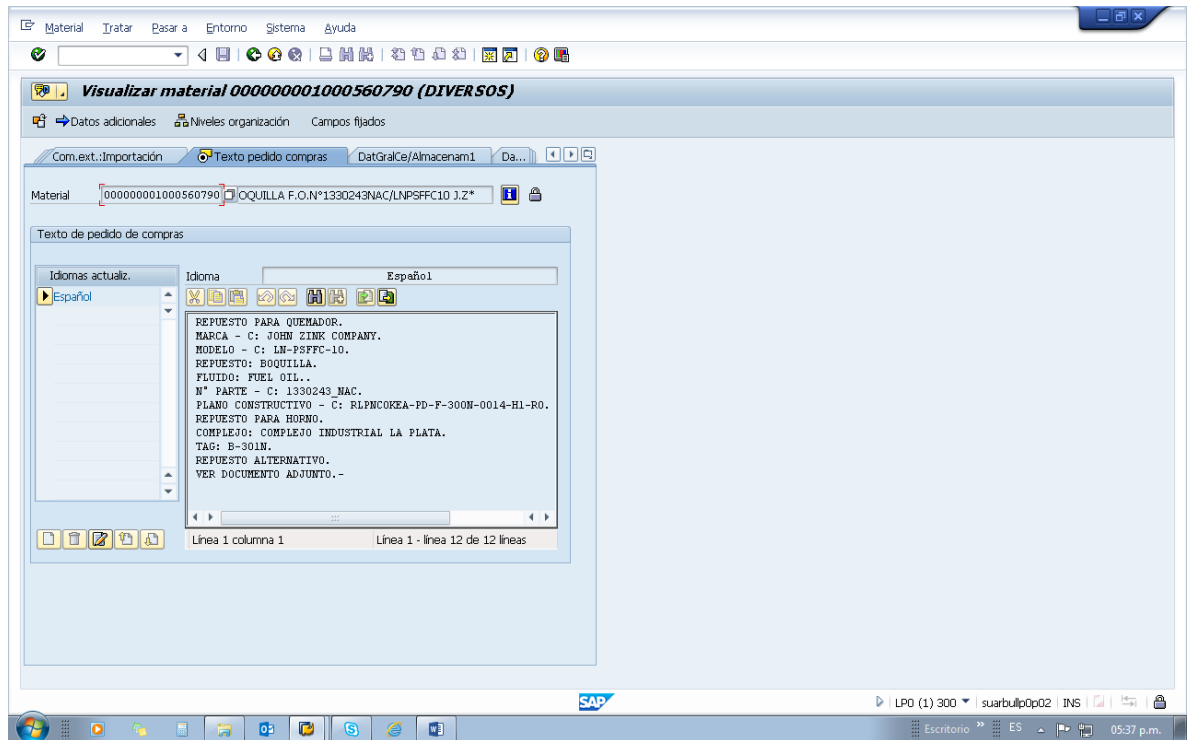 Material Tratar Pasar a Entorno Sistema Ayuda
Visualizar material 000000001000560790 (DIVERSOS)
Datos adicionales Niveles organización Campos fijados
Com.ext.:Importación Texto pedido compras DatGralCe/Almacenam1 Da...
Material 000000001000560790 OQUILLA F.O.N°1330243NAC/LNPSFFC10 J.Z*
Texto de pedido de compras
Idiomas actualiz. Idioma Español
Español
REPUESTO PARA QUEMADOR.
MARCA - C: JOHN ZINK COMPANY.
MODELO - C: LN-PSFFC-10.
REPUESTO: BOQUILLA.
FLUIDO: FUEL OIL..
N° PARTE - C: 1330243_NAC.
PLANO CONSTRUCTIVO - C: RLPNCOKEA-PD-F-300N-0014-H1-R0.
REPUESTO PARA HORNO.
COMPLEJO: COMPLEJO INDUSTRIAL LA PLATA.
TAG: B-301N.
REPUESTO ALTERNATIVO.
VER DOCUMENTO ADJUNTO.-
Línea 1 columna 1 Línea 1 - línea 12 de 12 líneas
SAP LP0 (1) 300 suarbullp0p02 INS
Escritorio ES 05:37 p.m.